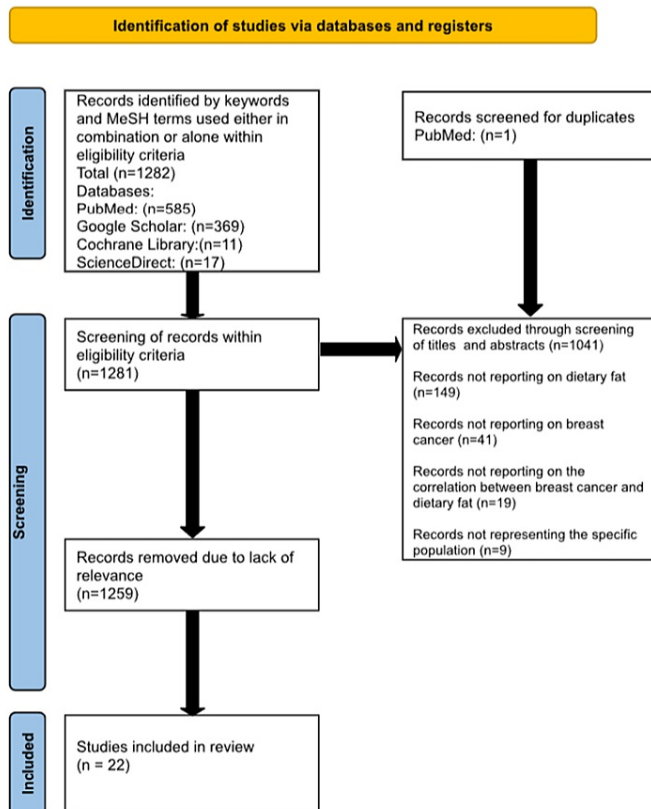 Identification of studies via databases and registers
Identification
Records identified by keywords
and MeSH terms used either in
combination or alone within
eligibility criteria
Total (n=1282)
Databases:
PubMed: (n=585)
Google Scholar: (n=369)
Cochrane Library:(n=11)
ScienceDirect: (n=17)
Records screened for duplicates
PubMed: (n=1)
Screening
Screening of records within
eligibility criteria
(n=1281)
Records excluded through screening
of titles and abstracts (n=1041)
Records not reporting on dietary fat
(n=149)
Records not reporting on breast
cancer (n=41)
Records not reporting on the
correlation between breast cancer and
dietary fat (n=19)
Records not representing the specific
population (n=9)
Records removed due to lack of
relevance
(n=1259)
Included
Studies included in review
(n = 22)